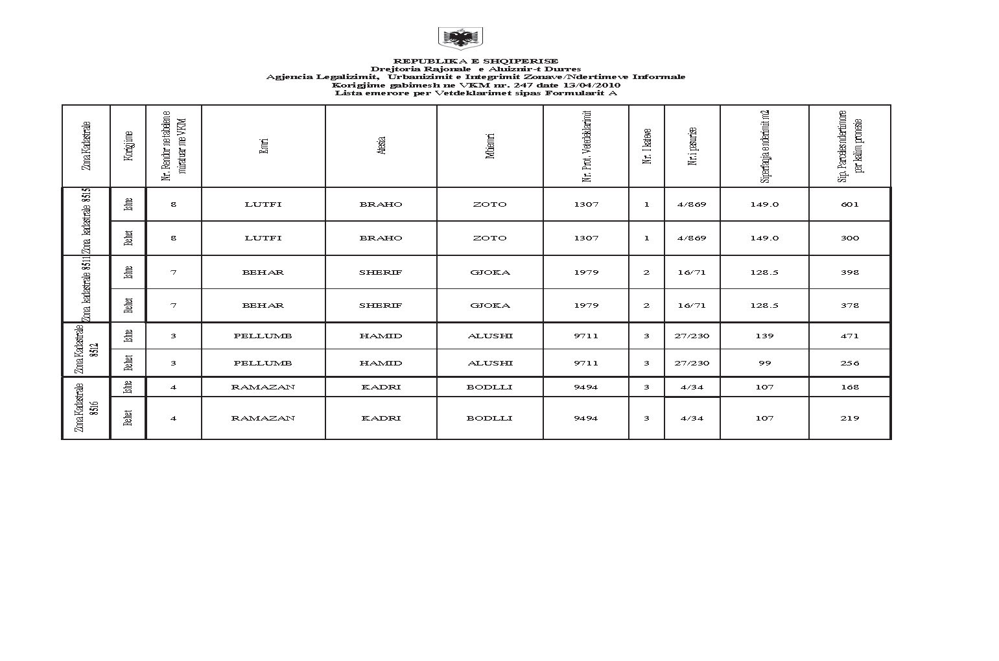 REPUBLIKA E SHQIPERISE
Drejtoria Rajonale e Aluiznir-t Durres
Agjencia Legalizimit, Urbanizimit e Integrimit Zonave/Ndertimeve Informale
Korigjime gabimesh ne VKM nr. 247 date 13/04/2010
Lista emerore per Vetdeklarimet sipas Formularit A
Zona Kadastrale Korigjime Nr. Rendor ne tabelen e miratuar me VKM Emri Atesia Mbiemri Nr. Prot. Vetedeklarimit Nr. I kateve Nr.i pasurise Siperfaqja e nderimit m2 Sip. Parceles ndertimore per kalim pronesie
Zona kadastrale 8515
Ishte 8 LUTFI BRAHO ZOTO 1307 1 4/869 149.0 601
Behet 8 LUTFI BRAHO ZOTO 1307 1 4/869 149.0 300
Zona kadastrale 8511
Ishte 7 BEHAR SHERIF GJOKA 1979 2 16/71 128.5 398
Behet 7 BEHAR SHERIF GJOKA 1979 2 16/71 128.5 378
Zona Kadastrale 8512
Ishte 3 PELLUMB HAMID ALUSHI 9711 3 27/230 139 471
Behet 3 PELLUMB HAMID ALUSHI 9711 3 27/230 99 256
Zona Kadastrale 8516
Ishte 4 RAMAZAN KADRI BODLLI 9494 3 4/34 107 168
Behet 4 RAMAZAN KADRI BODLLI 9494 3 4/34 107 219